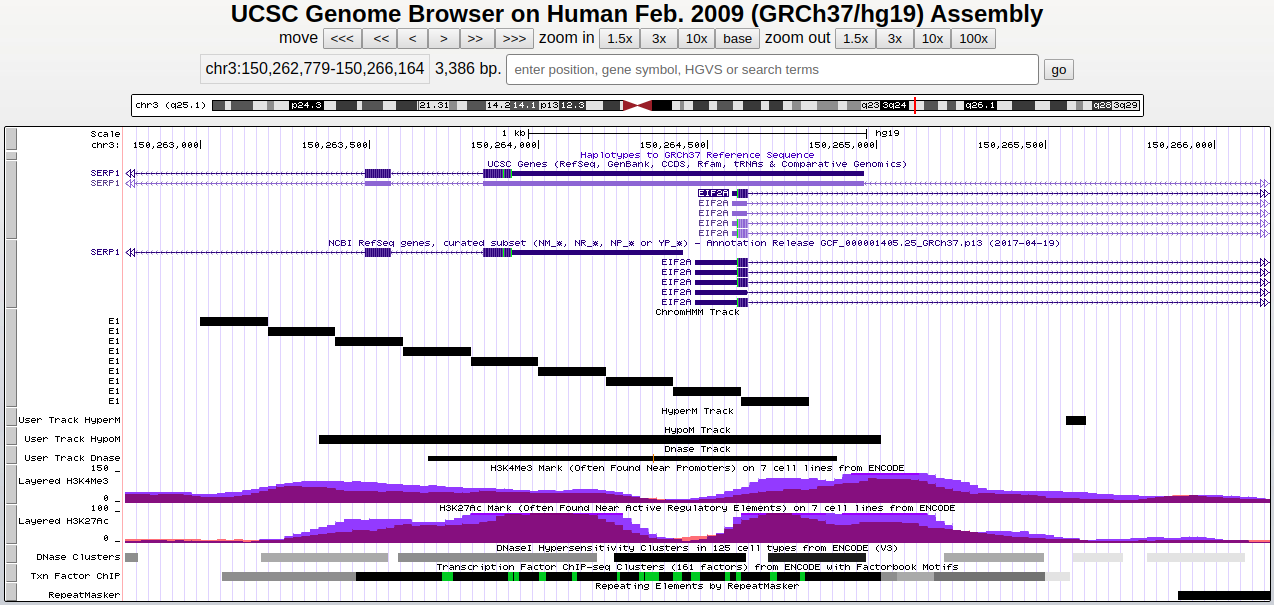 UCSC Genome Browser on Human Feb. 2009 (GRCh37/hg19) Assembly
move <<< << < > >> >>> zoom in 1.5x 3x 10x base zoom out 1.5x 3x 10x 100x
chr3:150,262,779-150,266,164 3,386 bp. enter position, gene symbol, HGVS or search terms go
chr3 (q25.1) p24.3 21.31 14.2 14.1 p13 12.3 q23 3q24 q26.1 q28 3q29
Scale 1 kb hg19
chr3: 150,263,000 150,263,500 150,264,000 150,264,500 150,265,000 150,265,500 150,266,000
Haplotypes to GRCh37 Reference Sequence
UCSC Genes (RefSeq, GenBank, CCDS, Rfam, tRNAs & Comparative Genomics)
SERP1
SERP1
EIF2A
EIF2A
EIF2A
EIF2A
EIF2A
NCBI RefSeq genes, curated subset (NM_*, NR_*, NP_* or YP_*) - Annotation Release GCF_000001405.25_GRCh37.p13 (2017-04-19)
SERP1
EIF2A
EIF2A
EIF2A
EIF2A
EIF2A
ChromHMM Track
E1
E1
E1
E1
E1
E1
E1
E1
E1
HyperM Track
User Track HyperM
HypoM Track
User Track HypoM
Dnase Track
User Track Dnase
H3K4Me3 Mark (Often Found Near Promoters) on 7 cell lines from ENCODE
150 _
Layered H3K4Me3
0 _
H3K27Ac Mark (Often Found Near Active Regulatory Elements) on 7 cell lines from ENCODE
100 _
Layered H3K27Ac
0 _
DNaseI Hypersensitivity Clusters in 125 cell types from ENCODE (V3)
DNase Clusters
Transcription Factor ChIP-seq Clusters (161 factors) from ENCODE with Factorbook Motifs
Txn Factor ChIP
Repeating Elements by RepeatMasker
RepeatMasker